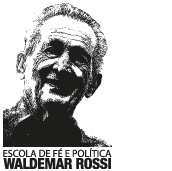 ESCOLA DE FÉ E POLÍTICA
WALDEMAR ROSSI